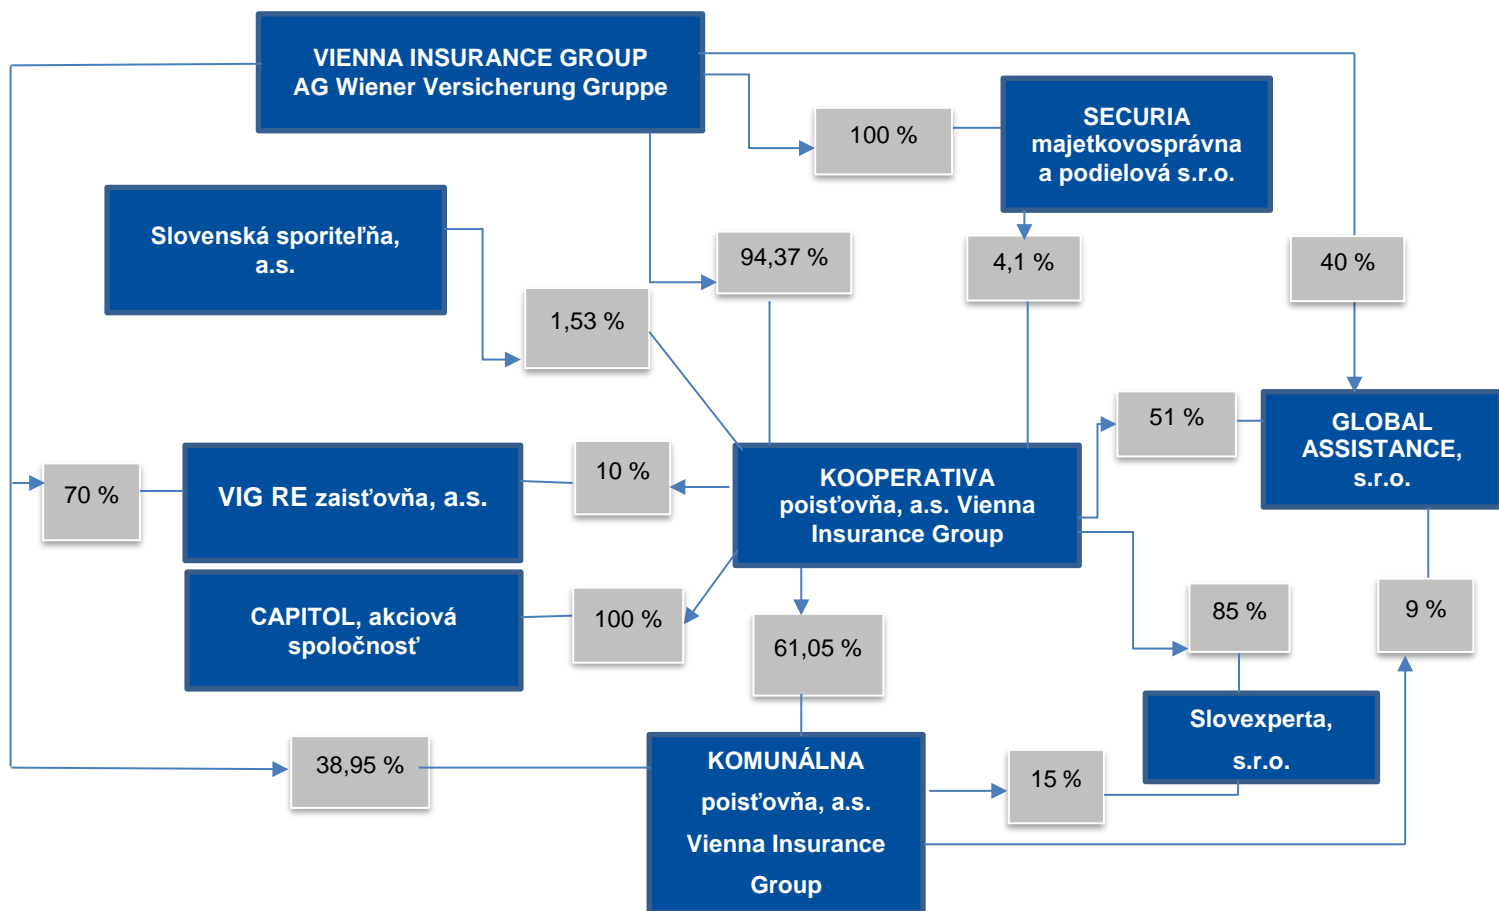 VIENNA INSURANCE GROUP
AG Wiener Versicherung Gruppe
100 %
SECURIA
majetkovosprávna
a podielová s.r.o.
Slovenská sporiteľňa,
a.s.
94,37 %
4,1 %
40 %
1,53 %
51 %
GLOBAL
ASSISTANCE,
s.r.o.
70 %
VIG RE zaisťovňa, a.s.
10 %
KOOPERATIVA
poisťovňa, a.s. Vienna
Insurance Group
CAPITOL, akciová
spoločnosť
100 %
61,05 %
85 %
9 %
Slovexperta,
s.r.o.
38,95 %
KOMUNÁLNA
poisťovňa, a.s.
Vienna Insurance
Group
15 %